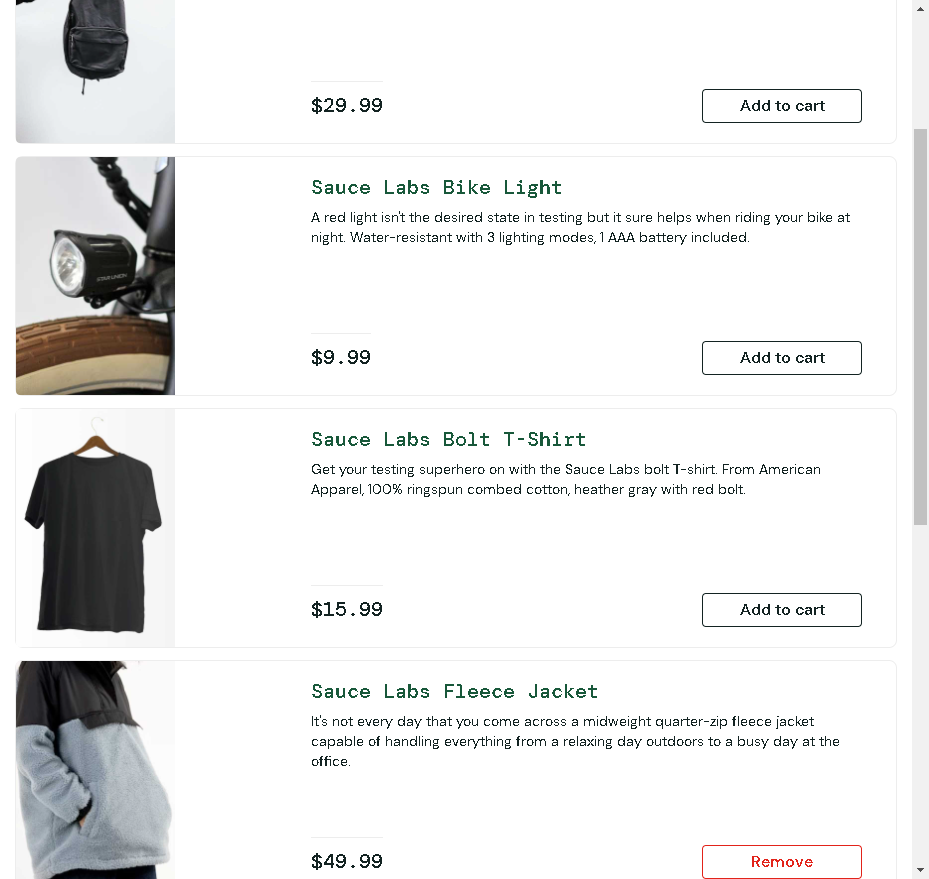 $29.99
Add to cart
Sauce Labs Bike Light
A red light isn't the desired state in testing but it sure helps when riding your bike at
night. Water-resistant with 3 lighting modes, 1 AAA battery included.
$9.99
Add to cart
Sauce Labs Bolt T-Shirt
Get your testing superhero on with the Sauce Labs bolt T-shirt. From American
Apparel, 100% ringspun combed cotton, heather gray with red bolt.
$15.99
Add to cart
Sauce Labs Fleece Jacket
It's not every day that you come across a midweight quarter-zip fleece jacket
capable of handling everything from a relaxing day outdoors to a busy day at the
office.
$49.99
Remove